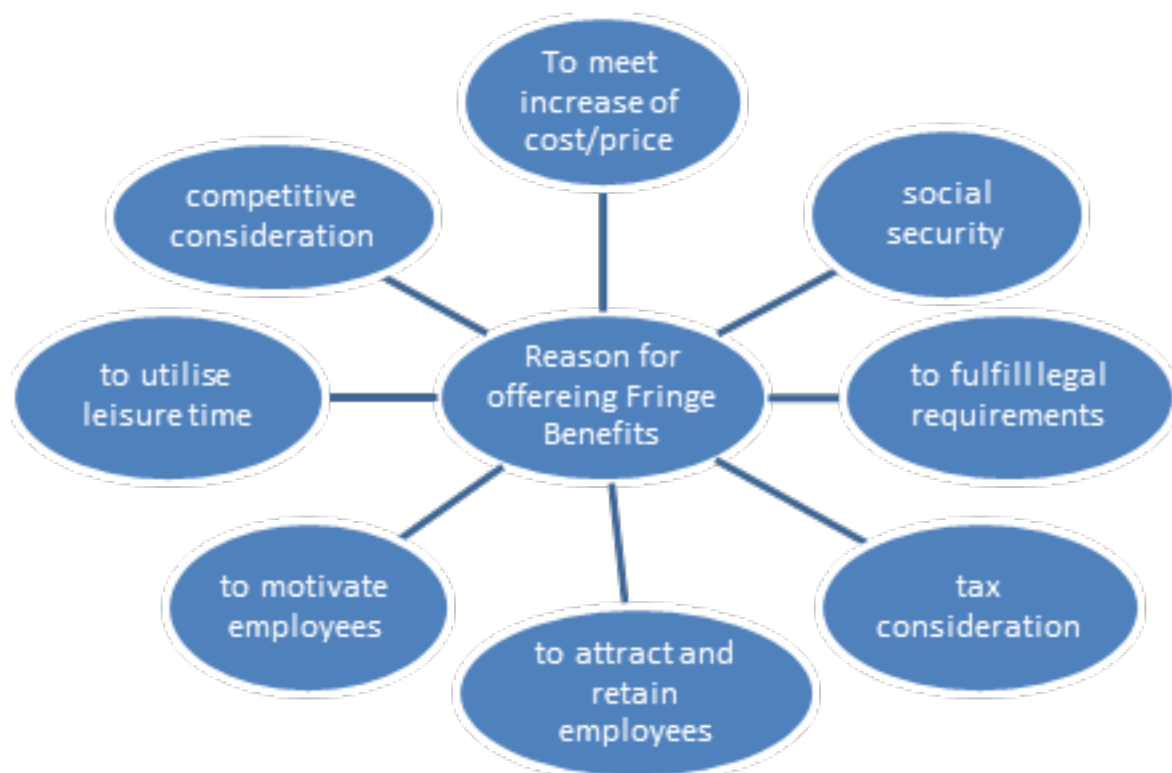 To meet
increase of
cost/price
competitive
consideration
social
security
to utilise
leisure time
Reason for
offereing Fringe
Benefits
to fulfill legal
requirements
to motivate
employees
tax
consideration
to attract and
retain
employees